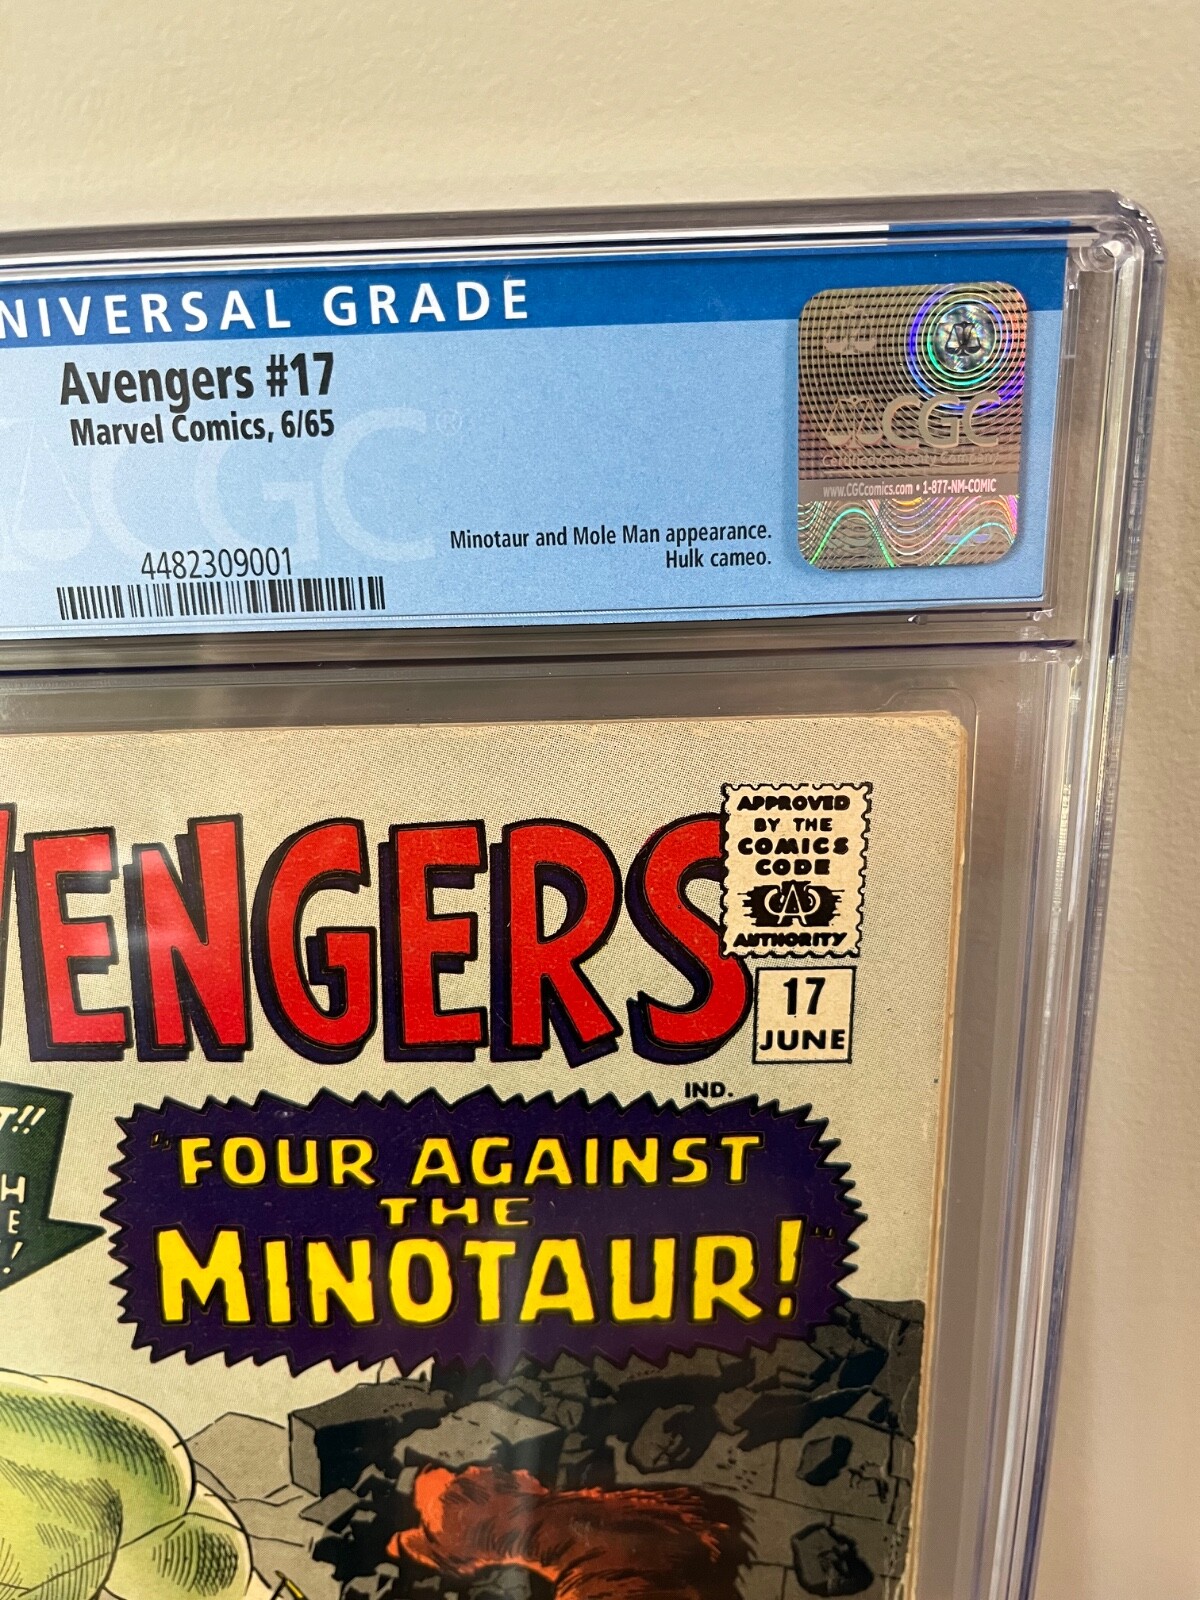 NIVERSAL GRADE
Avengers #17
Marvel Comics, 6/65
CGC®
Minotaur and Mole Man appearance.
Hulk cameo.
4482309001
CGC
www.CGCcomics.com • 1-877-NM-COMIC
VENGERS
APPROVED
BY THE
COMICS
CODE
CA
AUTHORITY
17
JUNE
IND.
T!!
H
E
!
"FOUR AGAINST
THE
MINOTAUR!"